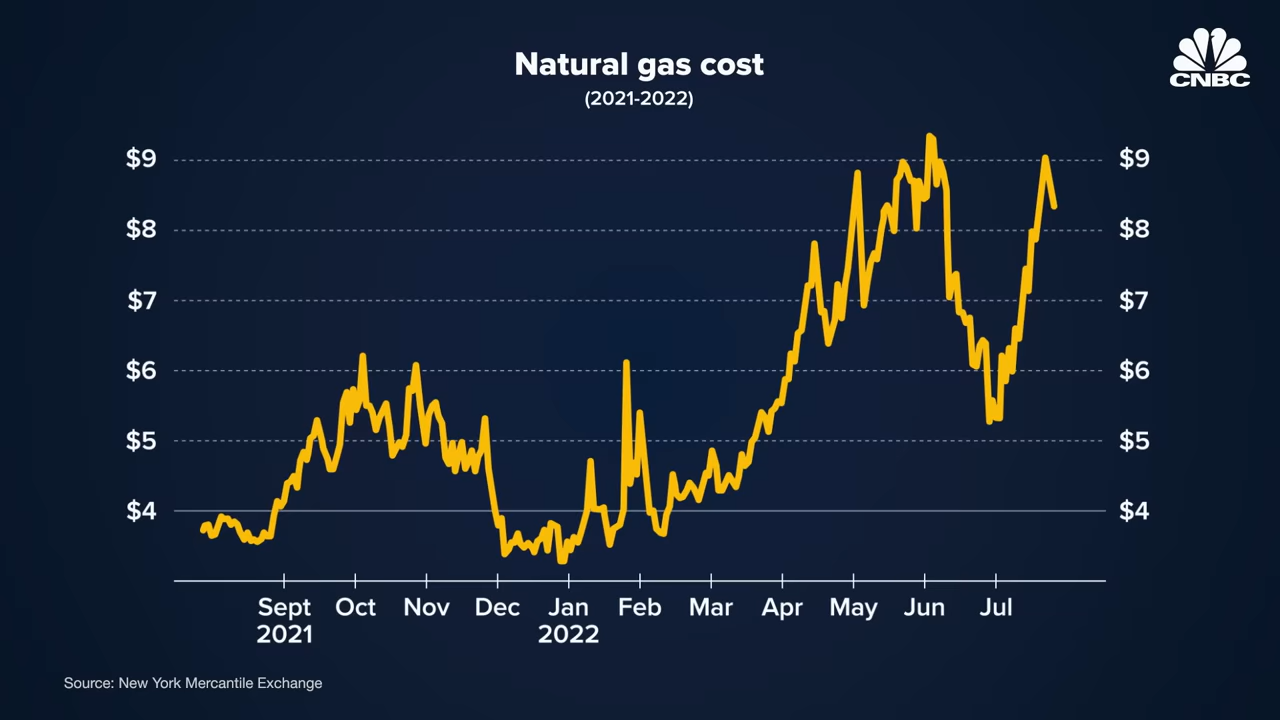 CNBC
Natural gas cost
(2021-2022)
$9 $9
$8 $8
$7 $7
$6 $6
$5 $5
$4 $4
Sept Oct Nov Dec Jan Feb Mar Apr May Jun Jul
2021 2022
Source: New York Mercantile Exchange